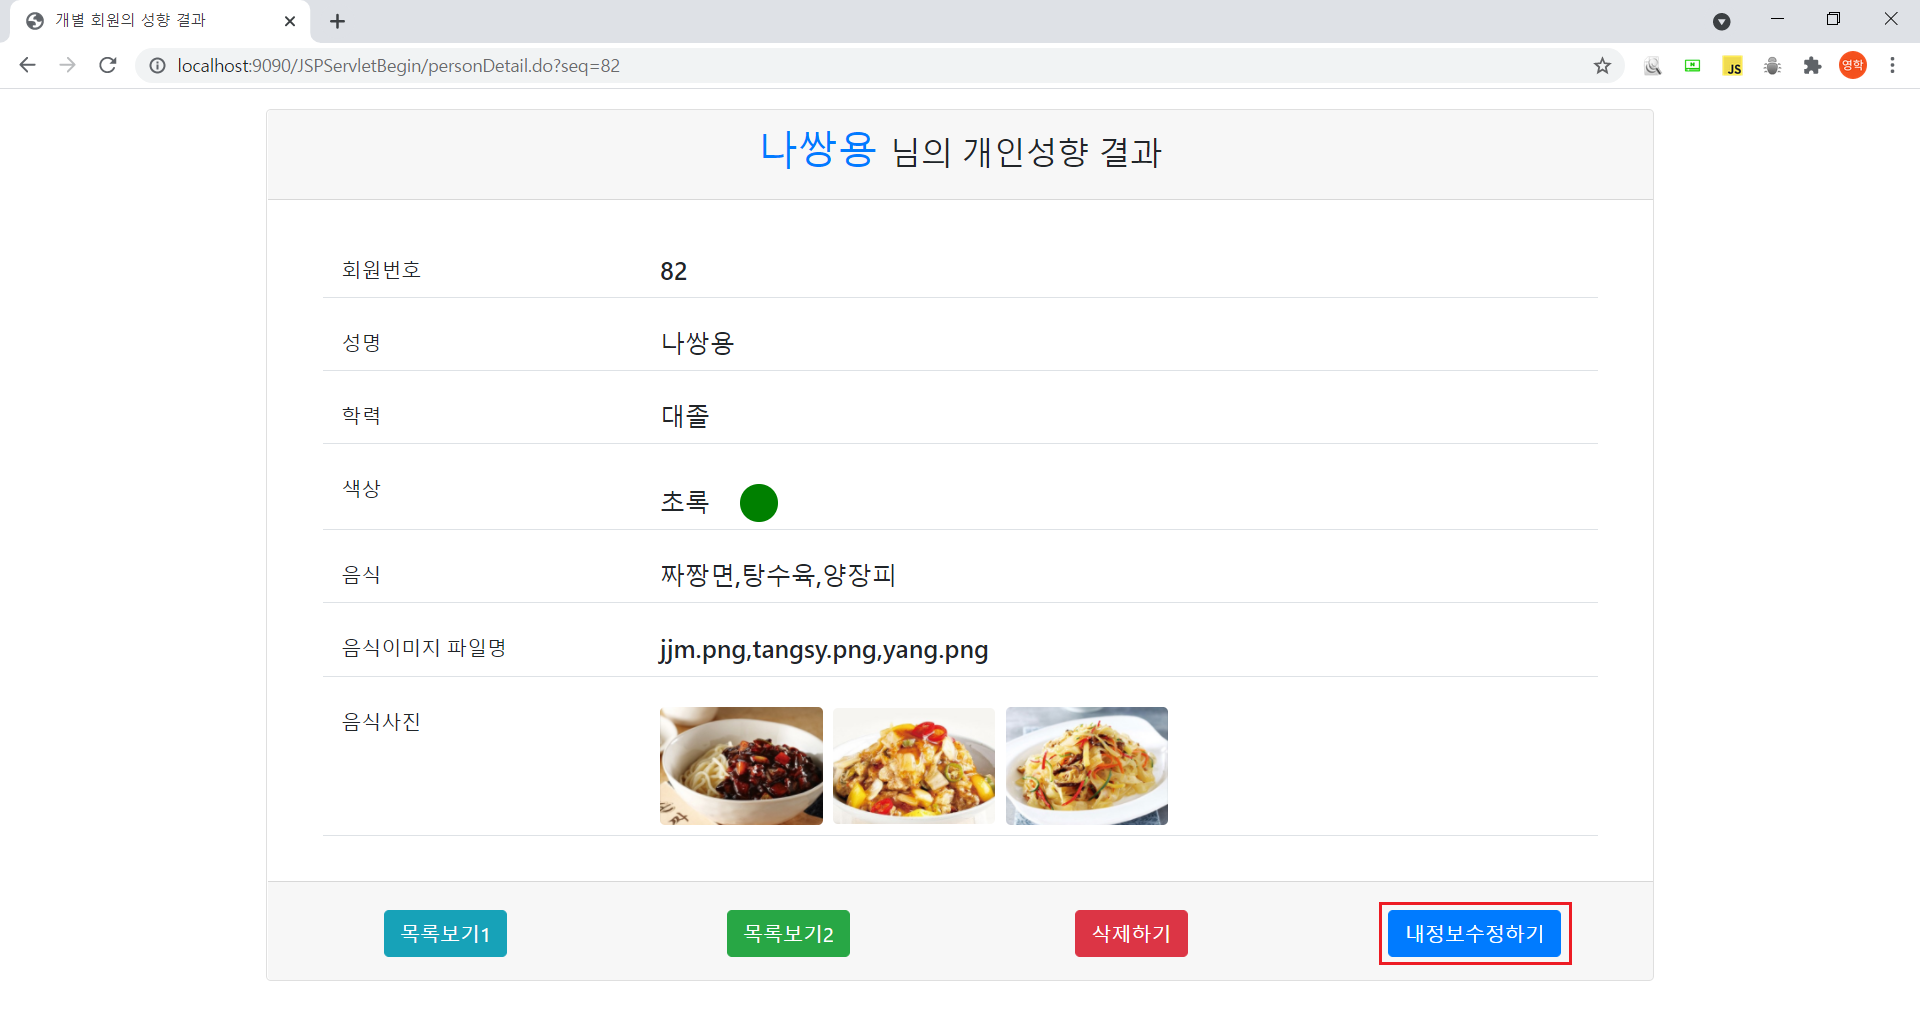 개별 회원의 성향 결과
localhost:9090/JSPServletBegin/personDetail.do?seq=82
JS
영학
나쌍용 님의 개인성향 결과
회원번호 82
성명 나쌍용
학력 대졸
색상 초록
음식 짜짱면,탕수육,양장피
음식이미지 파일명 jjm.png,tangsy.png,yang.png
음식사진
목록보기1 목록보기2 삭제하기 내정보수정하기